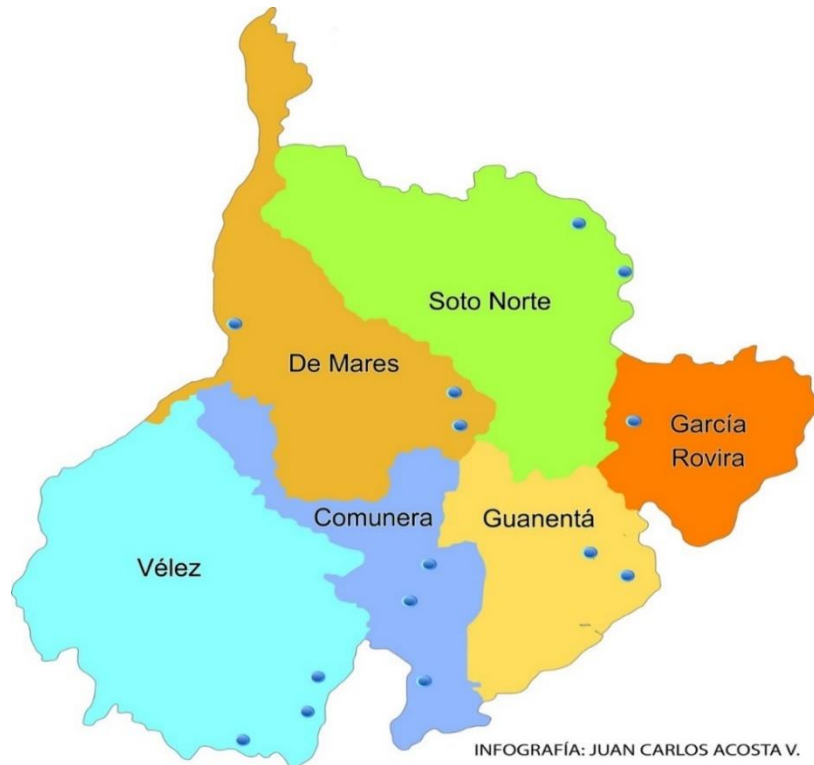 Soto Norte
De Mares
García
Rovira
Comunera
Guanentá
Vélez
INFOGRAFÍA: JUAN CARLOS ACOSTA V.